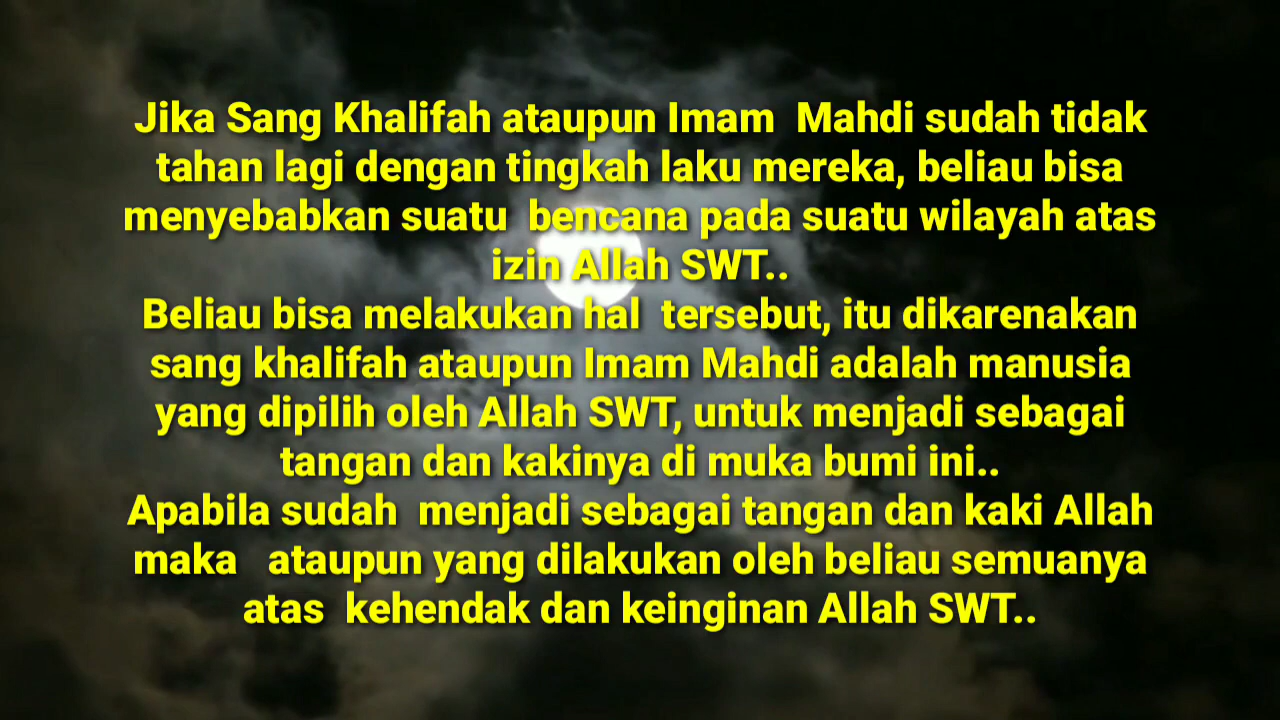 Jika Sang Khalifah ataupun Imam  Mahdi sudah tidak
tahan lagi dengan tingkah laku mereka, beliau bisa
menyebabkan suatu  bencana pada suatu wilayah atas
izin Allah SWT..
Beliau bisa melakukan hal  tersebut, itu dikarenakan
sang khalifah ataupun Imam Mahdi adalah manusia
yang dipilih oleh Allah SWT, untuk menjadi sebagai
tangan dan kakinya di muka bumi ini..
Apabila sudah  menjadi sebagai tangan dan kaki Allah
maka   ataupun yang dilakukan oleh beliau semuanya
atas  kehendak dan keinginan Allah SWT..